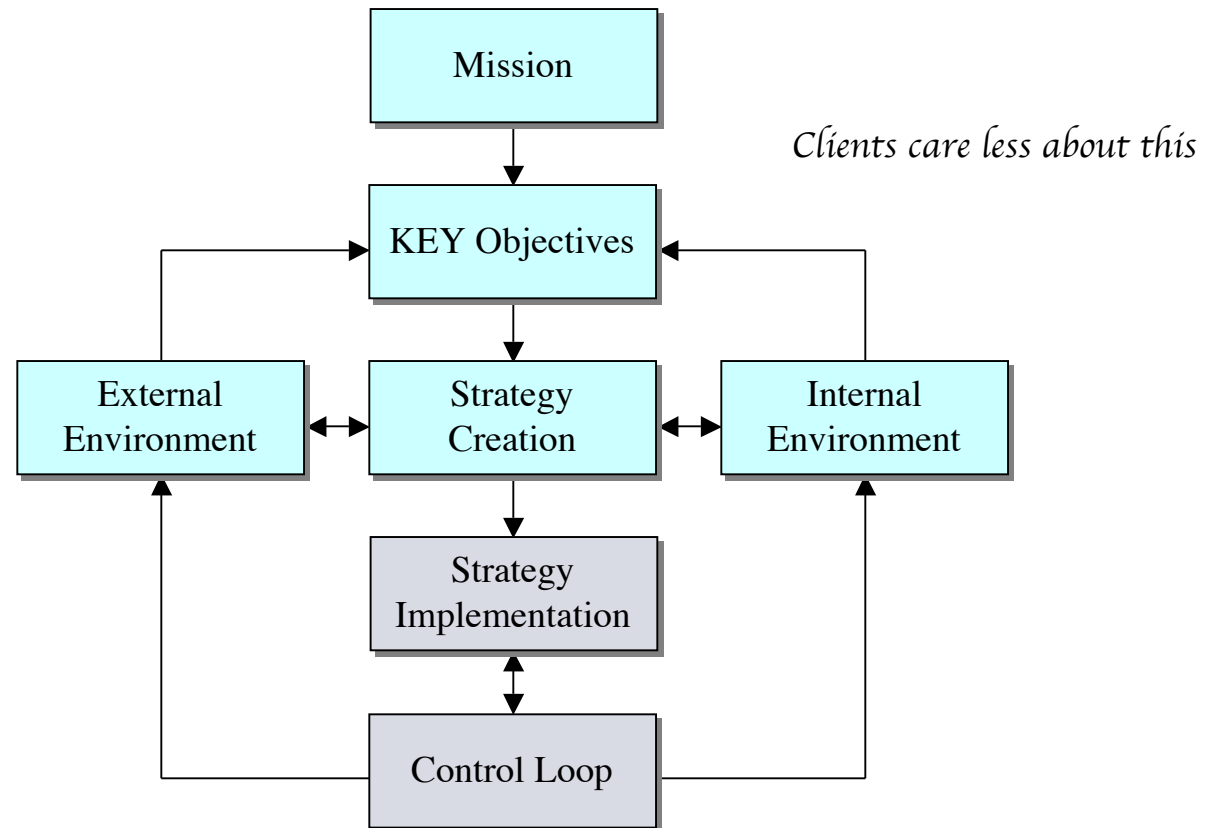 Mission
Clients care less about this
KEY Objectives
External
Environment
Strategy
Creation
Internal
Environment
Strategy
Implementation
Control Loop